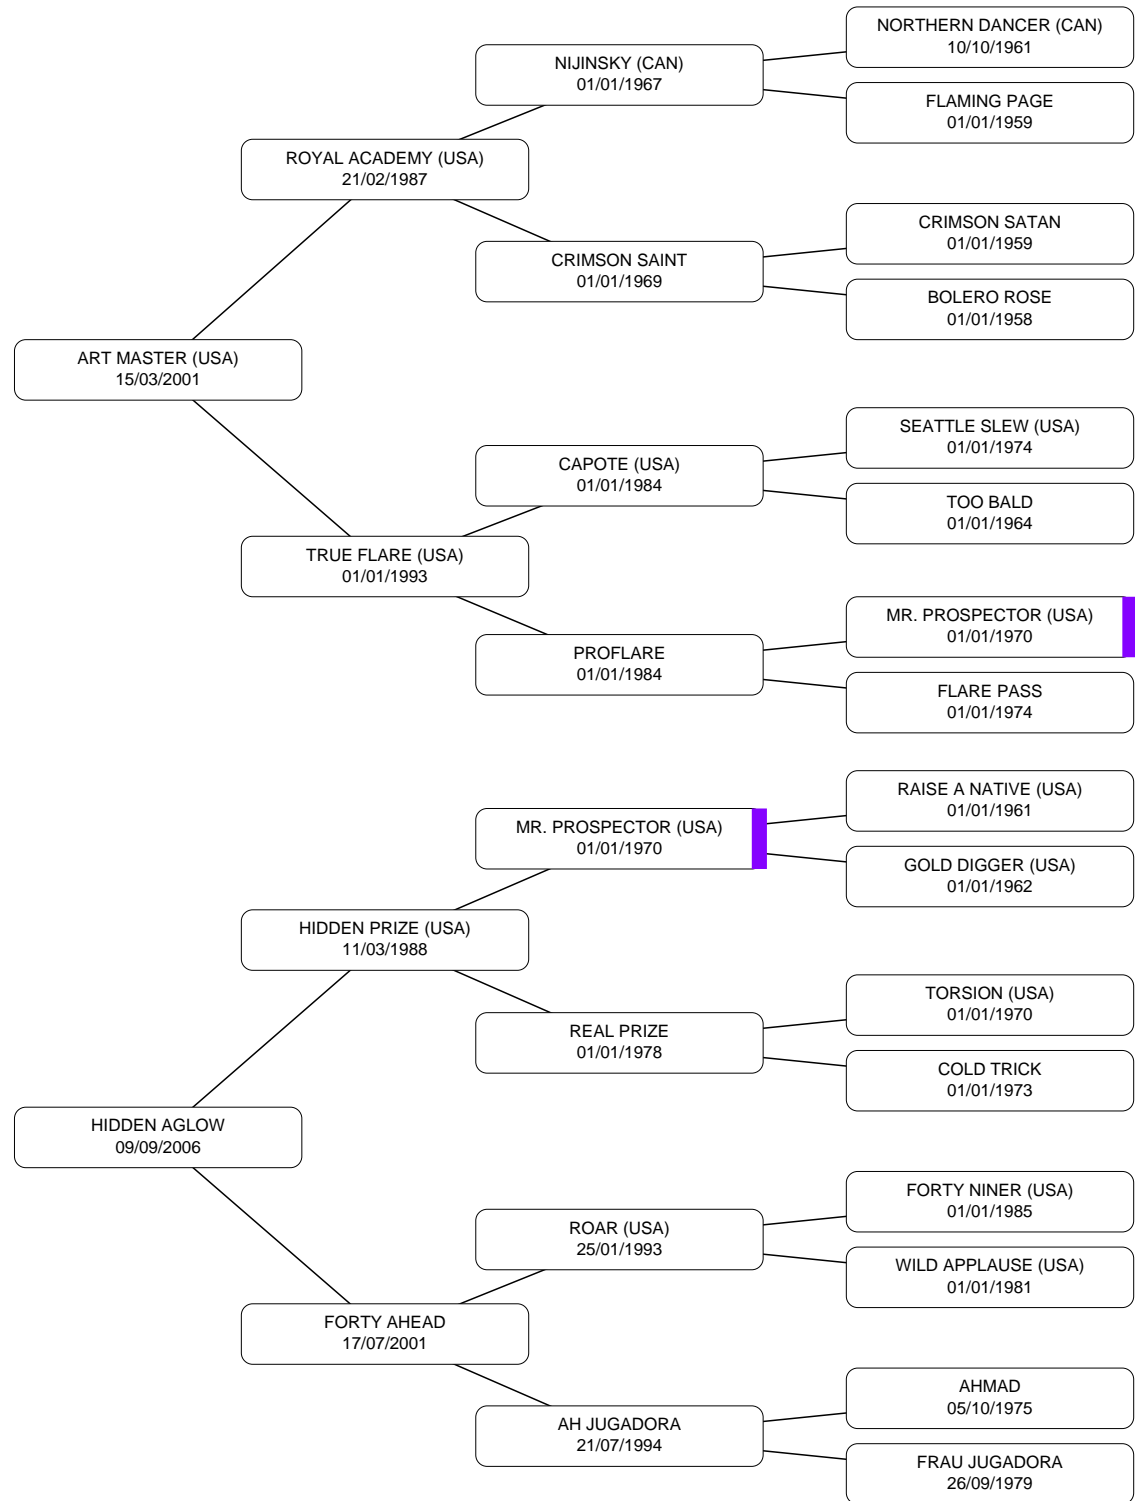 NORTHERN DANCER (CAN)
10/10/1961
NIJINSKY (CAN)
01/01/1967
FLAMING PAGE
01/01/1959
ROYAL ACADEMY (USA)
21/02/1987
CRIMSON SATAN
01/01/1959
CRIMSON SAINT
01/01/1969
BOLERO ROSE
01/01/1958
ART MASTER (USA)
15/03/2001
SEATTLE SLEW (USA)
01/01/1974
CAPOTE (USA)
01/01/1984
TOO BALD
01/01/1964
TRUE FLARE (USA)
01/01/1993
MR. PROSPECTOR (USA)
01/01/1970
PROFLARE
01/01/1984
FLARE PASS
01/01/1974
RAISE A NATIVE (USA)
01/01/1961
MR. PROSPECTOR (USA)
01/01/1970
GOLD DIGGER (USA)
01/01/1962
HIDDEN PRIZE (USA)
11/03/1988
TORSION (USA)
01/01/1970
REAL PRIZE
01/01/1978
COLD TRICK
01/01/1973
HIDDEN AGLOW
09/09/2006
FORTY NINER (USA)
01/01/1985
ROAR (USA)
25/01/1993
WILD APPLAUSE (USA)
01/01/1981
FORTY AHEAD
17/07/2001
AHMAD
05/10/1975
AH JUGADORA
21/07/1994
FRAU JUGADORA
26/09/1979